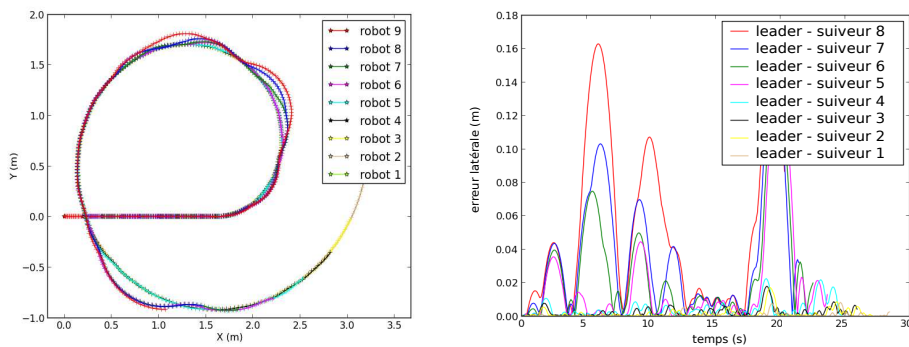 2.0
1.5
1.0
0.5
0.0
−0.5
−1.0
Y (m)
0.0
0.5
1.0
1.5
2.0
2.5
3.0
3.5
X (m)
robot 9
robot 8
robot 7
robot 6
robot 5
robot 4
robot 3
robot 2
robot 1
0.18
0.16
0.14
0.12
0.10
0.08
0.06
0.04
0.02
0.00
erreur latérale (m)
0
5
10
15
20
25
30
temps (s)
leader - suiveur 8
leader - suiveur 7
leader - suiveur 6
leader - suiveur 5
leader - suiveur 4
leader - suiveur 3
leader - suiveur 2
leader - suiveur 1